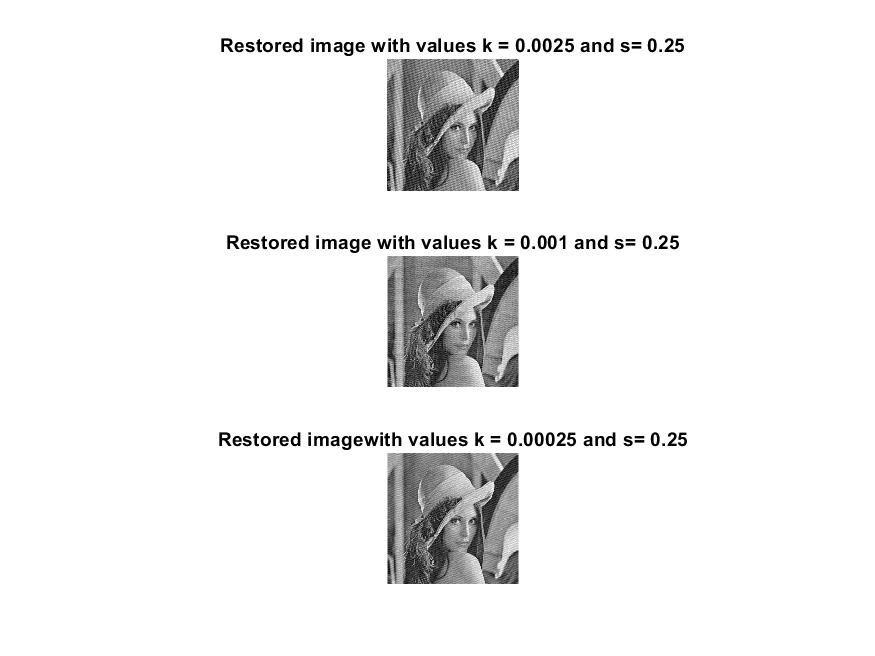 Restored image with values k = 0.0025 and s= 0.25
Restored image with values k = 0.001 and s= 0.25
Restored imagewith values k = 0.00025 and s= 0.25